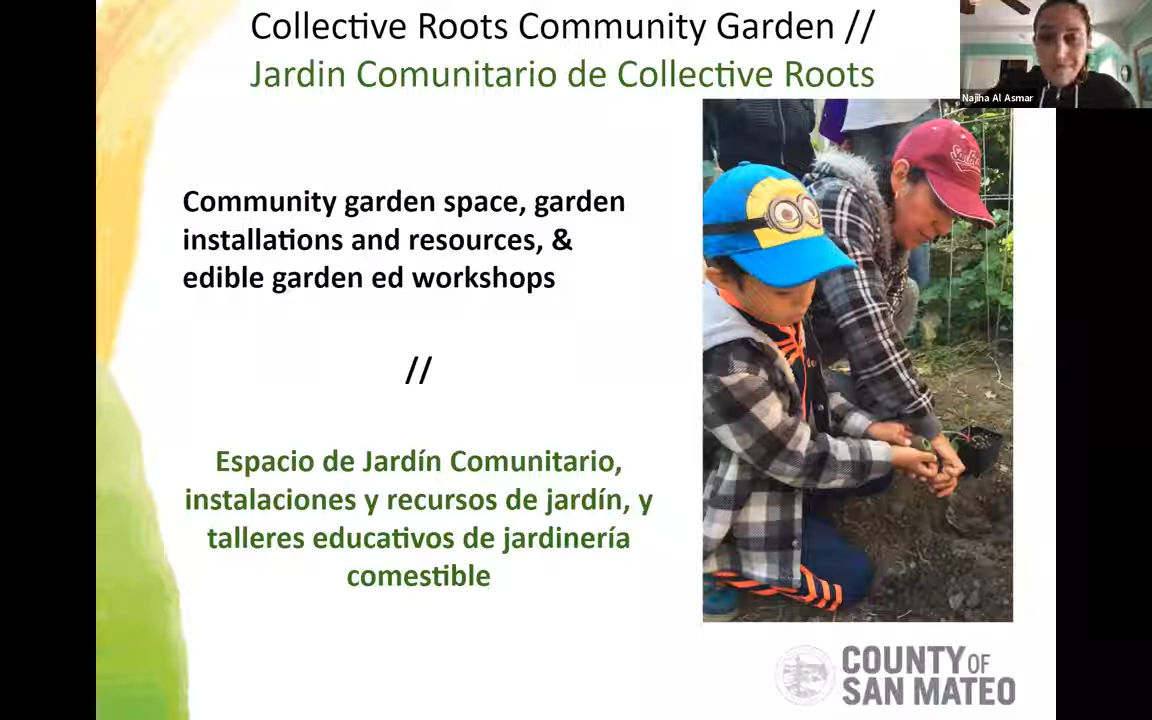 Collective Roots Community Garden //
Jardin Comunitario de Collective Roots
Najiha Al Asmar
Community garden space, garden
installations and resources, &
edible garden ed workshops
//
Espacio de Jardín Comunitario,
instalaciones y recursos de jardín, y
talleres educativos de jardinería
comestible
COUNTY OF
SAN MATEO